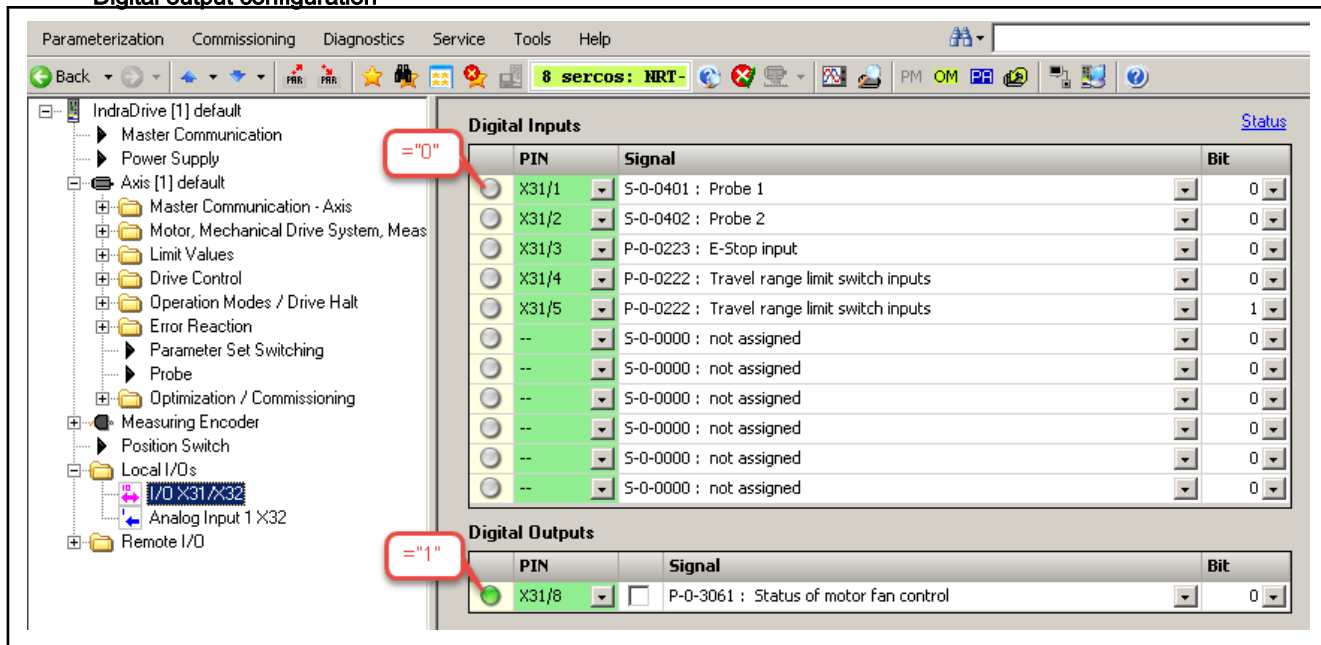 Digital output configuration
Parameterization Commissioning Diagnostics Service Tools Help
Back 8 sercos: NRT- PM OM PA
IndraDrive [1] default
Master Communication
Power Supply
Axis [1] default
Master Communication - Axis
Motor, Mechanical Drive System, Meas
Limit Values
Drive Control
Operation Modes / Drive Halt
Error Reaction
Parameter Set Switching
Probe
Optimization / Commissioning
Measuring Encoder
Position Switch
Local I/Os
I/O X31/X32
Analog Input 1 X32
Remote I/O
="0"
="1"
Digital Inputs Status
PIN Signal Bit
X31/1 S-0-0401 : Probe 1 0
X31/2 S-0-0402 : Probe 2 0
X31/3 P-0-0223 : E-Stop input 0
X31/4 P-0-0222 : Travel range limit switch inputs 0
X31/5 P-0-0222 : Travel range limit switch inputs 1
-- S-0-0000 : not assigned 0
-- S-0-0000 : not assigned 0
-- S-0-0000 : not assigned 0
-- S-0-0000 : not assigned 0
-- S-0-0000 : not assigned 0
-- S-0-0000 : not assigned 0
Digital Outputs
PIN Signal Bit
X31/8 P-0-3061 : Status of motor fan control 0